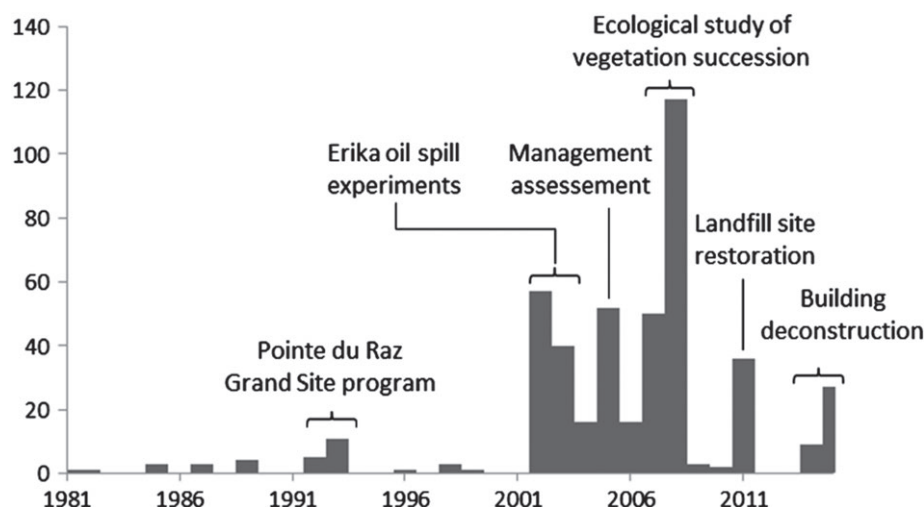 140
120
100
80
60
40
20
0
1981
1986
1991
1996
2001
2006
2011
Pointe du Raz
Grand Site program
Erika oil spill
experiments
Management
assessement
Ecological study of
vegetation succession
Landfill site
restoration
Building
deconstruction